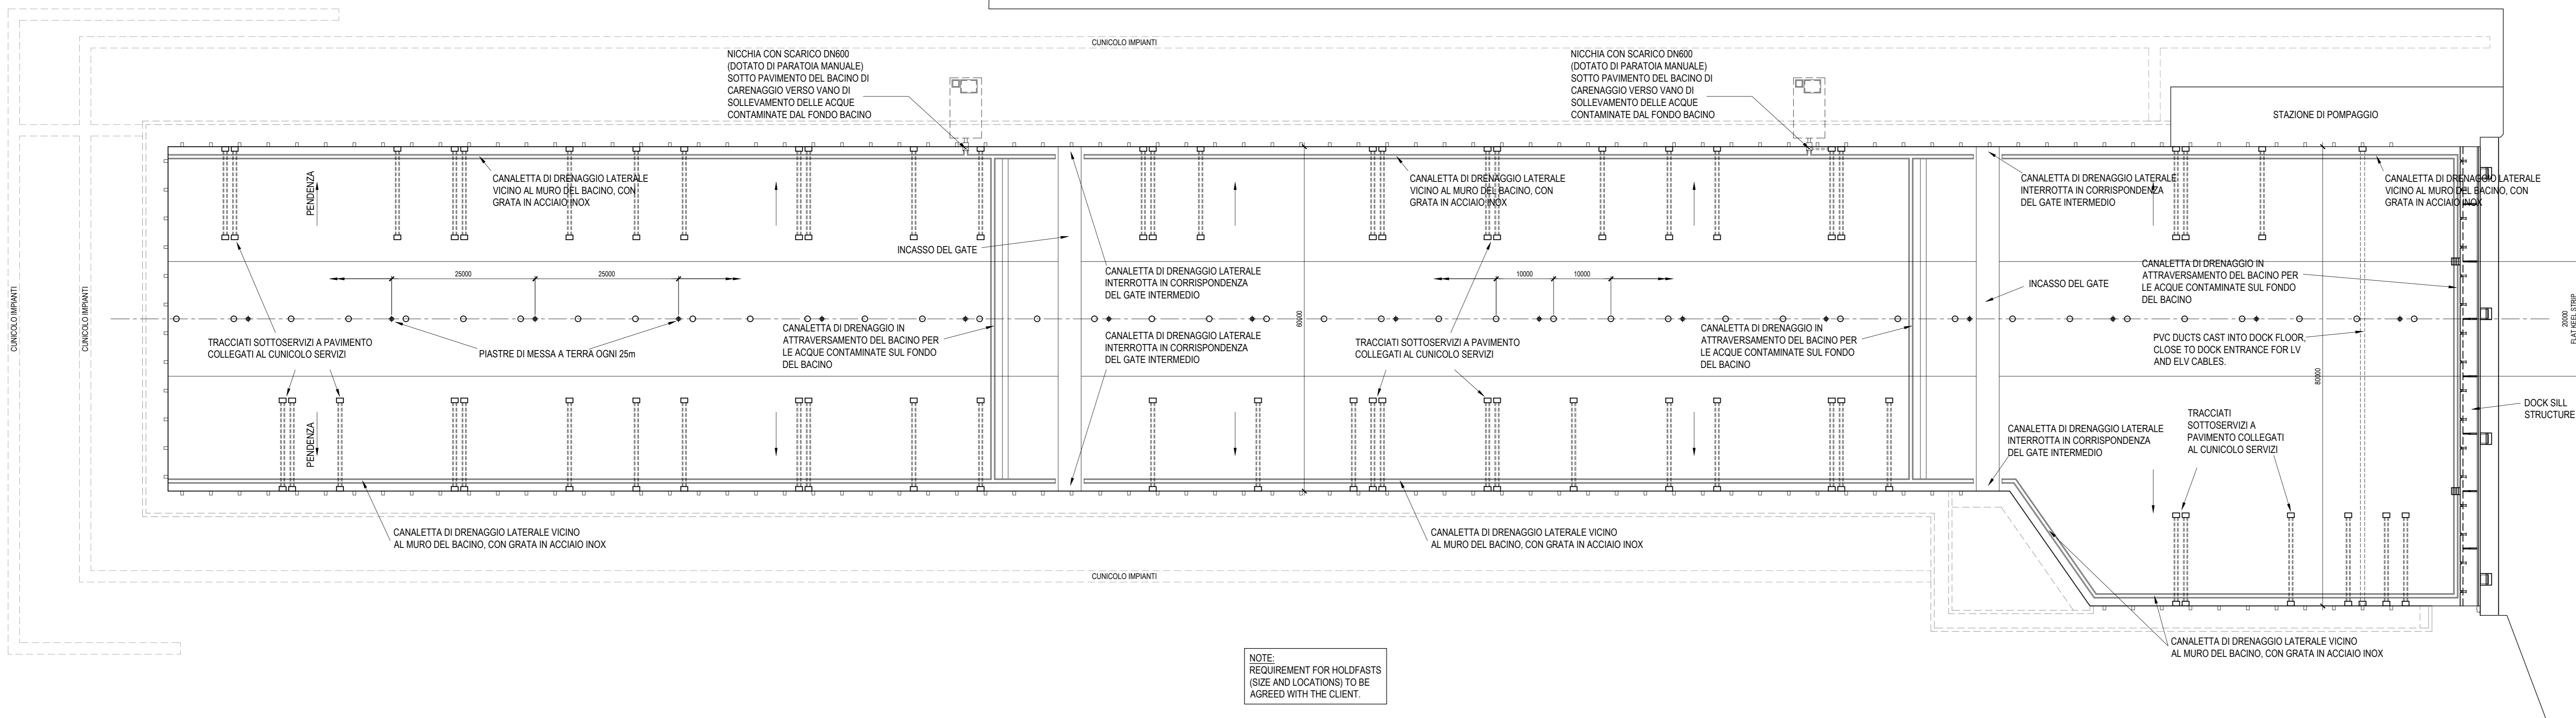 CUNICOLO IMPIANTI
NICCHIA CON SCARICO DN600
(DOTATO DI PARATOIA MANUALE)
SOTTO PAVIMENTO DEL BACINO DI
CARENAGGIO VERSO VANO DI
SOLLEVAMENTO DELLE ACQUE
CONTAMINATE DAL FONDO BACINO
NICCHIA CON SCARICO DN600
(DOTATO DI PARATOIA MANUALE)
SOTTO PAVIMENTO DEL BACINO DI
CARENAGGIO VERSO VANO DI
SOLLEVAMENTO DELLE ACQUE
CONTAMINATE DAL FONDO BACINO
STAZIONE DI POMPAGGIO
PENDENZA
CANALETTA DI DRENAGGIO LATERALE
VICINO AL MURO DEL BACINO, CON
GRATA IN ACCIAIO INOX
CANALETTA DI DRENAGGIO LATERALE
VICINO AL MURO DEL BACINO, CON
GRATA IN ACCIAIO INOX
CANALETTA DI DRENAGGIO LATERALE
INTERROTTA IN CORRISPONDENZA
DEL GATE INTERMEDIO
CANALETTA DI DRENAGGIO LATERALE
VICINO AL MURO DEL BACINO, CON
GRATA IN ACCIAIO INOX
INCASSO DEL GATE
25000
25000
CANALETTA DI DRENAGGIO LATERALE
INTERROTTA IN CORRISPONDENZA
DEL GATE INTERMEDIO
10000
10000
INCASSO DEL GATE
CANALETTA DI DRENAGGIO IN
ATTRAVERSAMENTO DEL BACINO PER
LE ACQUE CONTAMINATE SUL FONDO
DEL BACINO
CUNICOLO IMPIANTI
CUNICOLO IMPIANTI
60000
20000
FLAT KEEL STRIP
TRACCIATI SOTTOSERVIZI A PAVIMENTO
COLLEGATI AL CUNICOLO SERVIZI
PIASTRE DI MESSA A TERRA OGNI 25m
CANALETTA DI DRENAGGIO IN
ATTRAVERSAMENTO DEL BACINO PER
LE ACQUE CONTAMINATE SUL FONDO
DEL BACINO
CANALETTA DI DRENAGGIO LATERALE
INTERROTTA IN CORRISPONDENZA
DEL GATE INTERMEDIO
TRACCIATI SOTTOSERVIZI A PAVIMENTO
COLLEGATI AL CUNICOLO SERVIZI
CANALETTA DI DRENAGGIO IN
ATTRAVERSAMENTO DEL BACINO PER
LE ACQUE CONTAMINATE SUL FONDO
DEL BACINO
PVC DUCTS CAST INTO DOCK FLOOR,
CLOSE TO DOCK ENTRANCE FOR LV
AND ELV CABLES.
80000
DOCK SILL
STRUCTURE
PENDENZA
TRACCIATI
SOTTOSERVIZI A
PAVIMENTO COLLEGATI
AL CUNICOLO SERVIZI
CANALETTA DI DRENAGGIO LATERALE
INTERROTTA IN CORRISPONDENZA
DEL GATE INTERMEDIO
CANALETTA DI DRENAGGIO LATERALE VICINO
AL MURO DEL BACINO, CON GRATA IN ACCIAIO INOX
CANALETTA DI DRENAGGIO LATERALE VICINO
AL MURO DEL BACINO, CON GRATA IN ACCIAIO INOX
CUNICOLO IMPIANTI
CANALETTA DI DRENAGGIO LATERALE VICINO
AL MURO DEL BACINO, CON GRATA IN ACCIAIO INOX
NOTE:
REQUIREMENT FOR HOLDFASTS
(SIZE AND LOCATIONS) TO BE
AGREED WITH THE CLIENT.